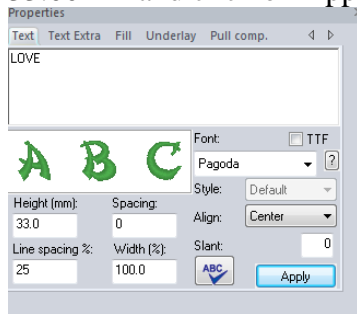 Properties
Text Text Extra Fill Underlay Pull comp.
LOVE
A B C
Font: TTF
Pagoda ?
Style: Default
Height (mm): Spacing:
33.0 0
Align: Center
Line spacing %: Width (%): Slant: 0
25 100.0
ABC Apply